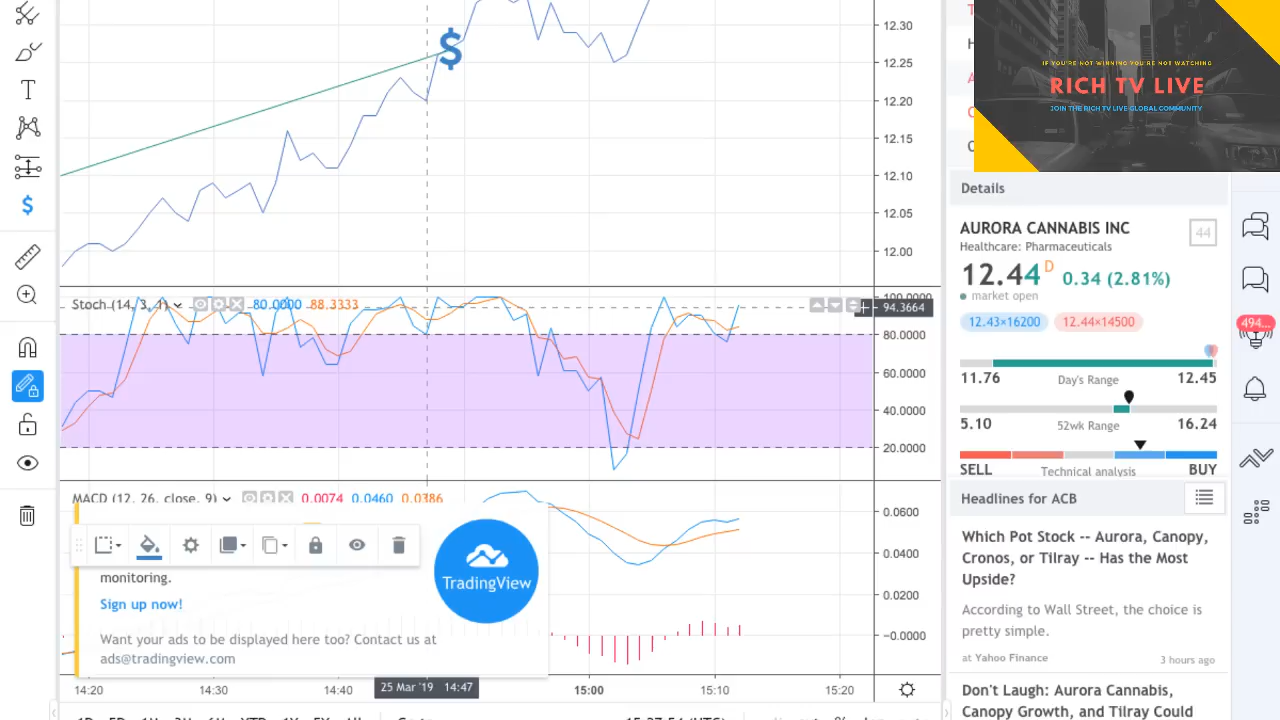 12.30
12.25
12.20
12.15
12.10
12.05
12.00
$
T
$
Stoch (14, 3, 1) 80.0000 88.3333
100.0000
94.3664
80.0000
60.0000
40.0000
20.0000
MACD (12, 26, close, 9) 0.0074 0.0460 0.0386
0.0600
0.0400
0.0200
−0.0000
monitoring.
Sign up now!
Want your ads to be displayed here too? Contact us at
ads@tradingview.com
TradingView
14:20 14:30 14:40 25 Mar '19 14:47 15:00 15:10 15:20
IF YOU'RE NOT WINNING YOU'RE NOT WATCHING
RICH TV LIVE
JOIN THE RICH TV LIVE GLOBAL COMMUNITY
Details
AURORA CANNABIS INC 44
Healthcare: Pharmaceuticals
12.44 D 0.34 (2.81%)
market open
12.43×16200 12.44×14500
11.76 Day's Range 12.45
5.10 52wk Range 16.24
SELL Technical analysis BUY
Headlines for ACB
Which Pot Stock -- Aurora, Canopy,
Cronos, or Tilray -- Has the Most
Upside?
According to Wall Street, the choice is
pretty simple.
at Yahoo Finance 3 hours ago
Don't Laugh: Aurora Cannabis,
Canopy Growth, and Tilray Could
494...